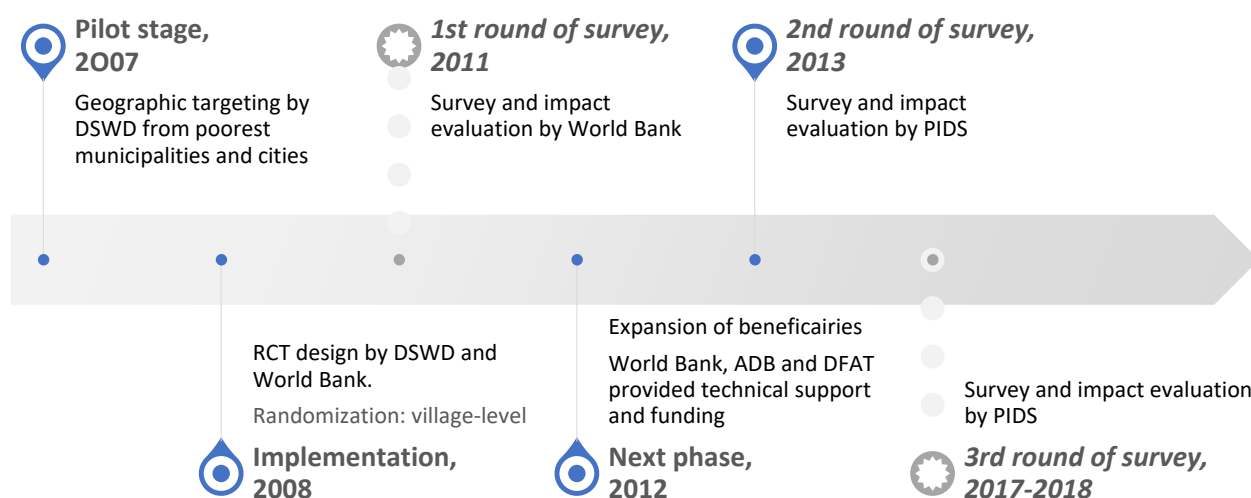 Pilot stage,
2O07
Geographic targeting by
DSWD from poorest
municipalities and cities
1st round of survey,
2011
Survey and impact
evaluation by World Bank
2nd round of survey,
2013
Survey and impact
evaluation by PIDS
RCT design by DSWD and
World Bank.
Randomization: village-level
Implementation,
2008
Expansion of beneficairies
World Bank, ADB and DFAT
provided technical support
and funding
Next phase,
2012
Survey and impact evaluation
by PIDS
3rd round of survey,
2017-2018